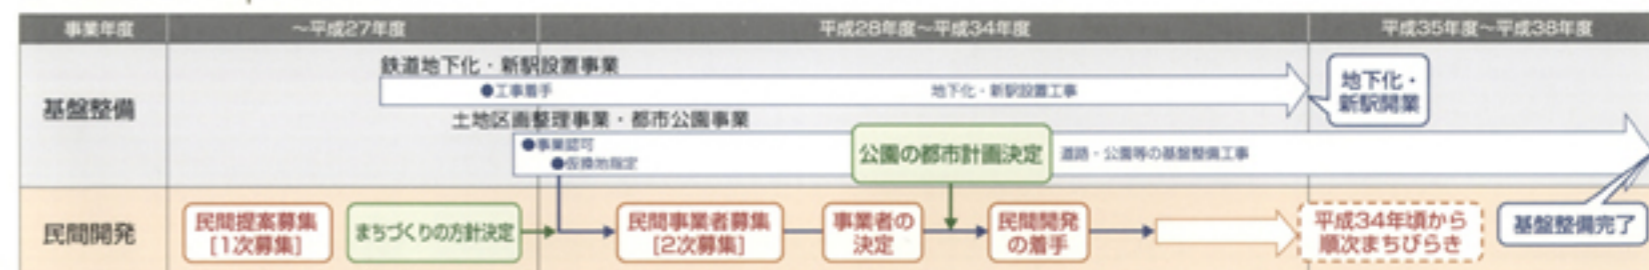 事業年度 ～平成27年度 平成28年度～平成34年度 平成35年度～平成38年度
基盤整備
鉄道地下化・新駅設置事業
●工事着手 地下化・新駅設置工事
地下化・
新駅開業
土地区画整理事業・都市公園事業
●事業認可
●仮換地指定
公園の都市計画決定
道路・公園等の基盤整備工事
基盤整備完了
民間開発
民間提案募集
[1次募集]
まちづくりの方針決定
民間事業者募集
[2次募集]
事業者の
決定
民間開発
の着手
平成34年頃から
順次まちびらき